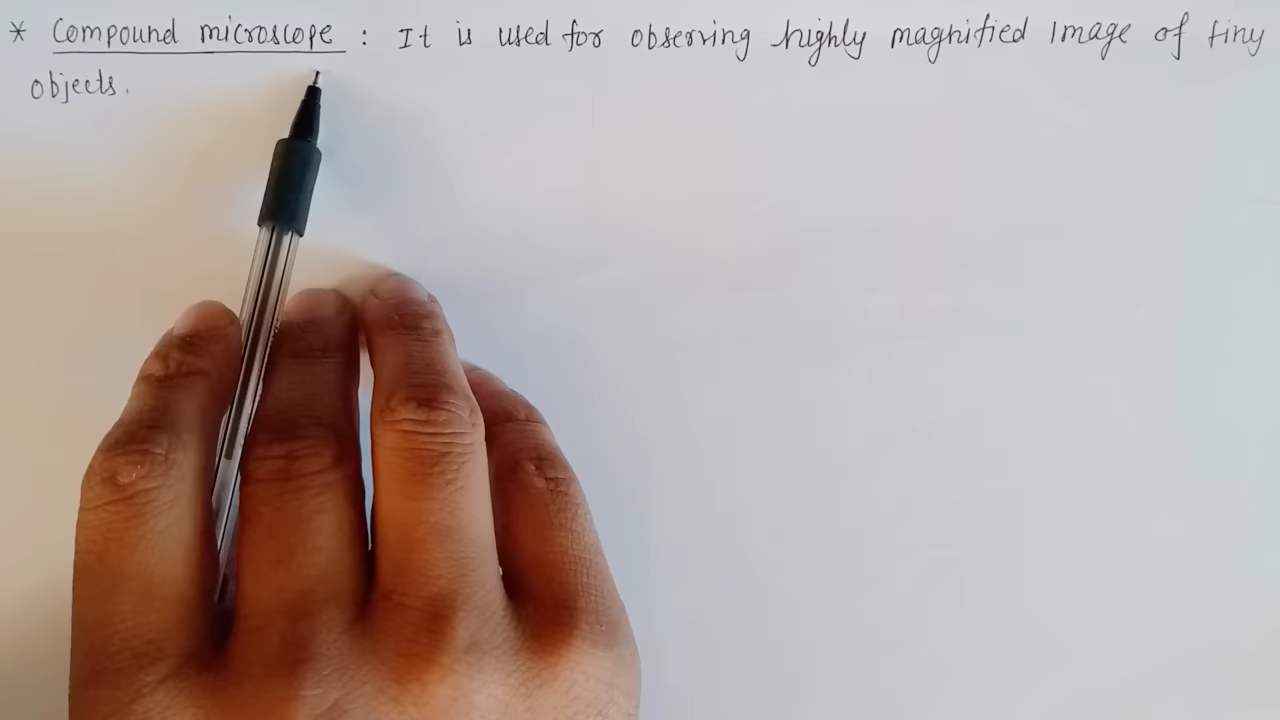 * Compound microscope : It is used for observing highly magnified Image of tiny
objects.